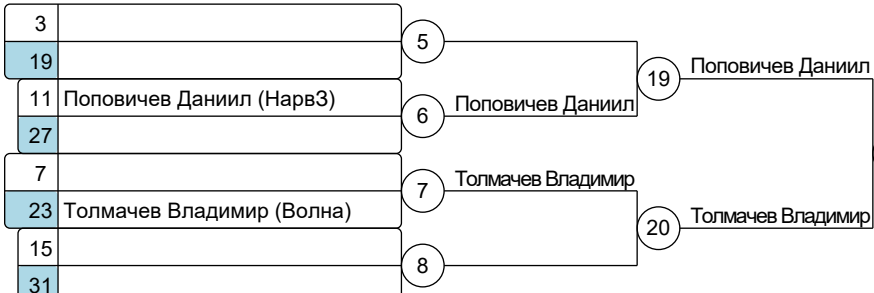 3
5
19
Поповичев Даниил
19
11 Поповичев Даниил (Нарв3)
6
Поповичев Даниил
27
7
7
Толмачев Владимир
23 Толмачев Владимир (Волна)
20
Толмачев Владимир
15
8
31